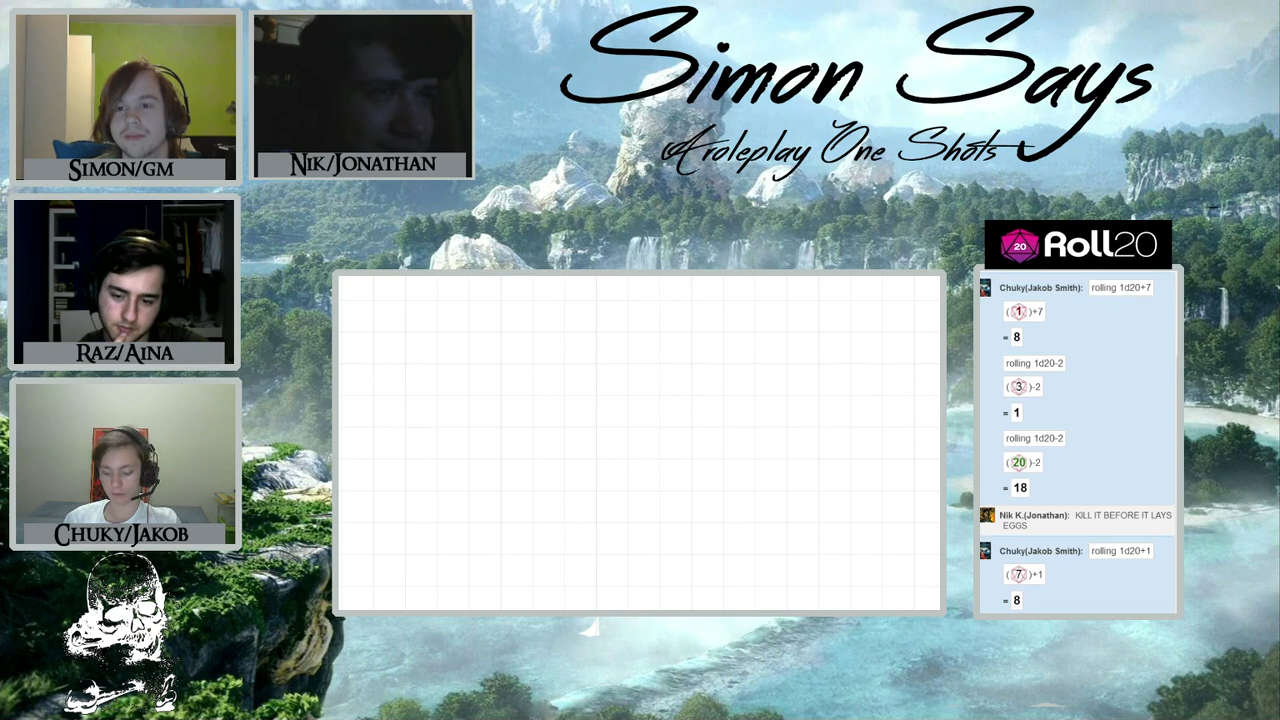 Simon Says
A roleplay One Shots
Simon/GM
Nik/Jonathan
Raz/Aina
Chuky/Jakob
20 Roll20
Chuky(Jakob Smith): rolling 1d20+7
(1)+7
= 8
rolling 1d20-2
(3)-2
= 1
rolling 1d20-2
(20)-2
= 18
Nik K.(Jonathan): KILL IT BEFORE IT LAYS
EGGS
Chuky(Jakob Smith): rolling 1d20+1
(7)+1
= 8